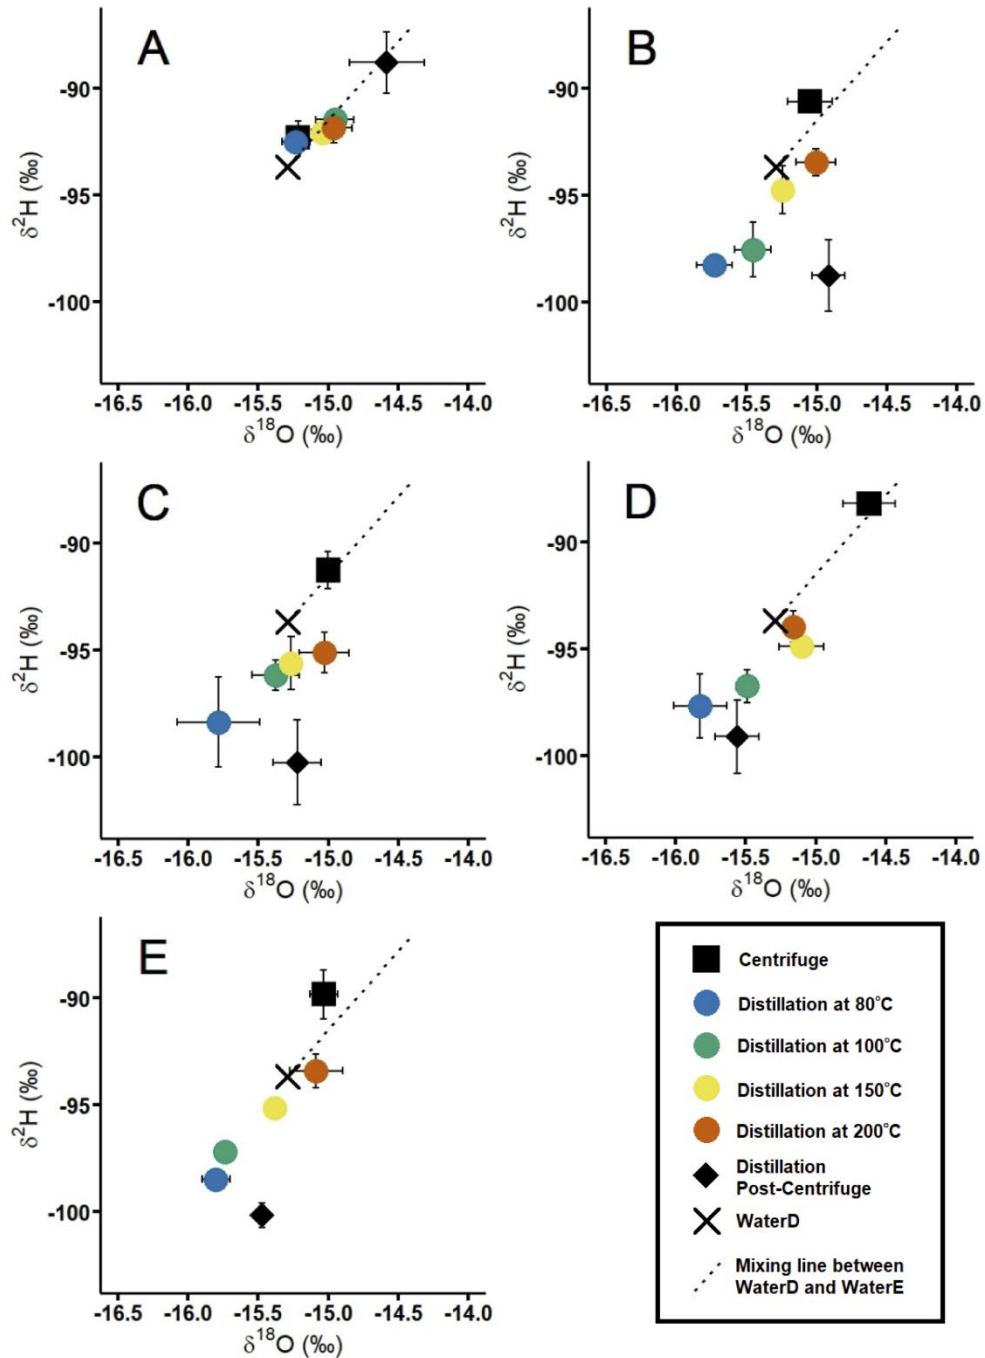 A
-90
-95
-100
δ²H (‰)
-16.5 -16.0 -15.5 -15.0 -14.5 -14.0
δ¹⁸O (‰)
B
-90
-95
-100
δ²H (‰)
-16.5 -16.0 -15.5 -15.0 -14.5 -14.0
δ¹⁸O (‰)
C
-90
-95
-100
δ²H (‰)
-16.5 -16.0 -15.5 -15.0 -14.5 -14.0
δ¹⁸O (‰)
D
-90
-95
-100
δ²H (‰)
-16.5 -16.0 -15.5 -15.0 -14.5 -14.0
δ¹⁸O (‰)
E
-90
-95
-100
δ²H (‰)
-16.5 -16.0 -15.5 -15.0 -14.5 -14.0
δ¹⁸O (‰)
Centrifuge
Distillation at 80°C
Distillation at 100°C
Distillation at 150°C
Distillation at 200°C
Distillation
Post-Centrifuge
WaterD
Mixing line between
WaterD and WaterE